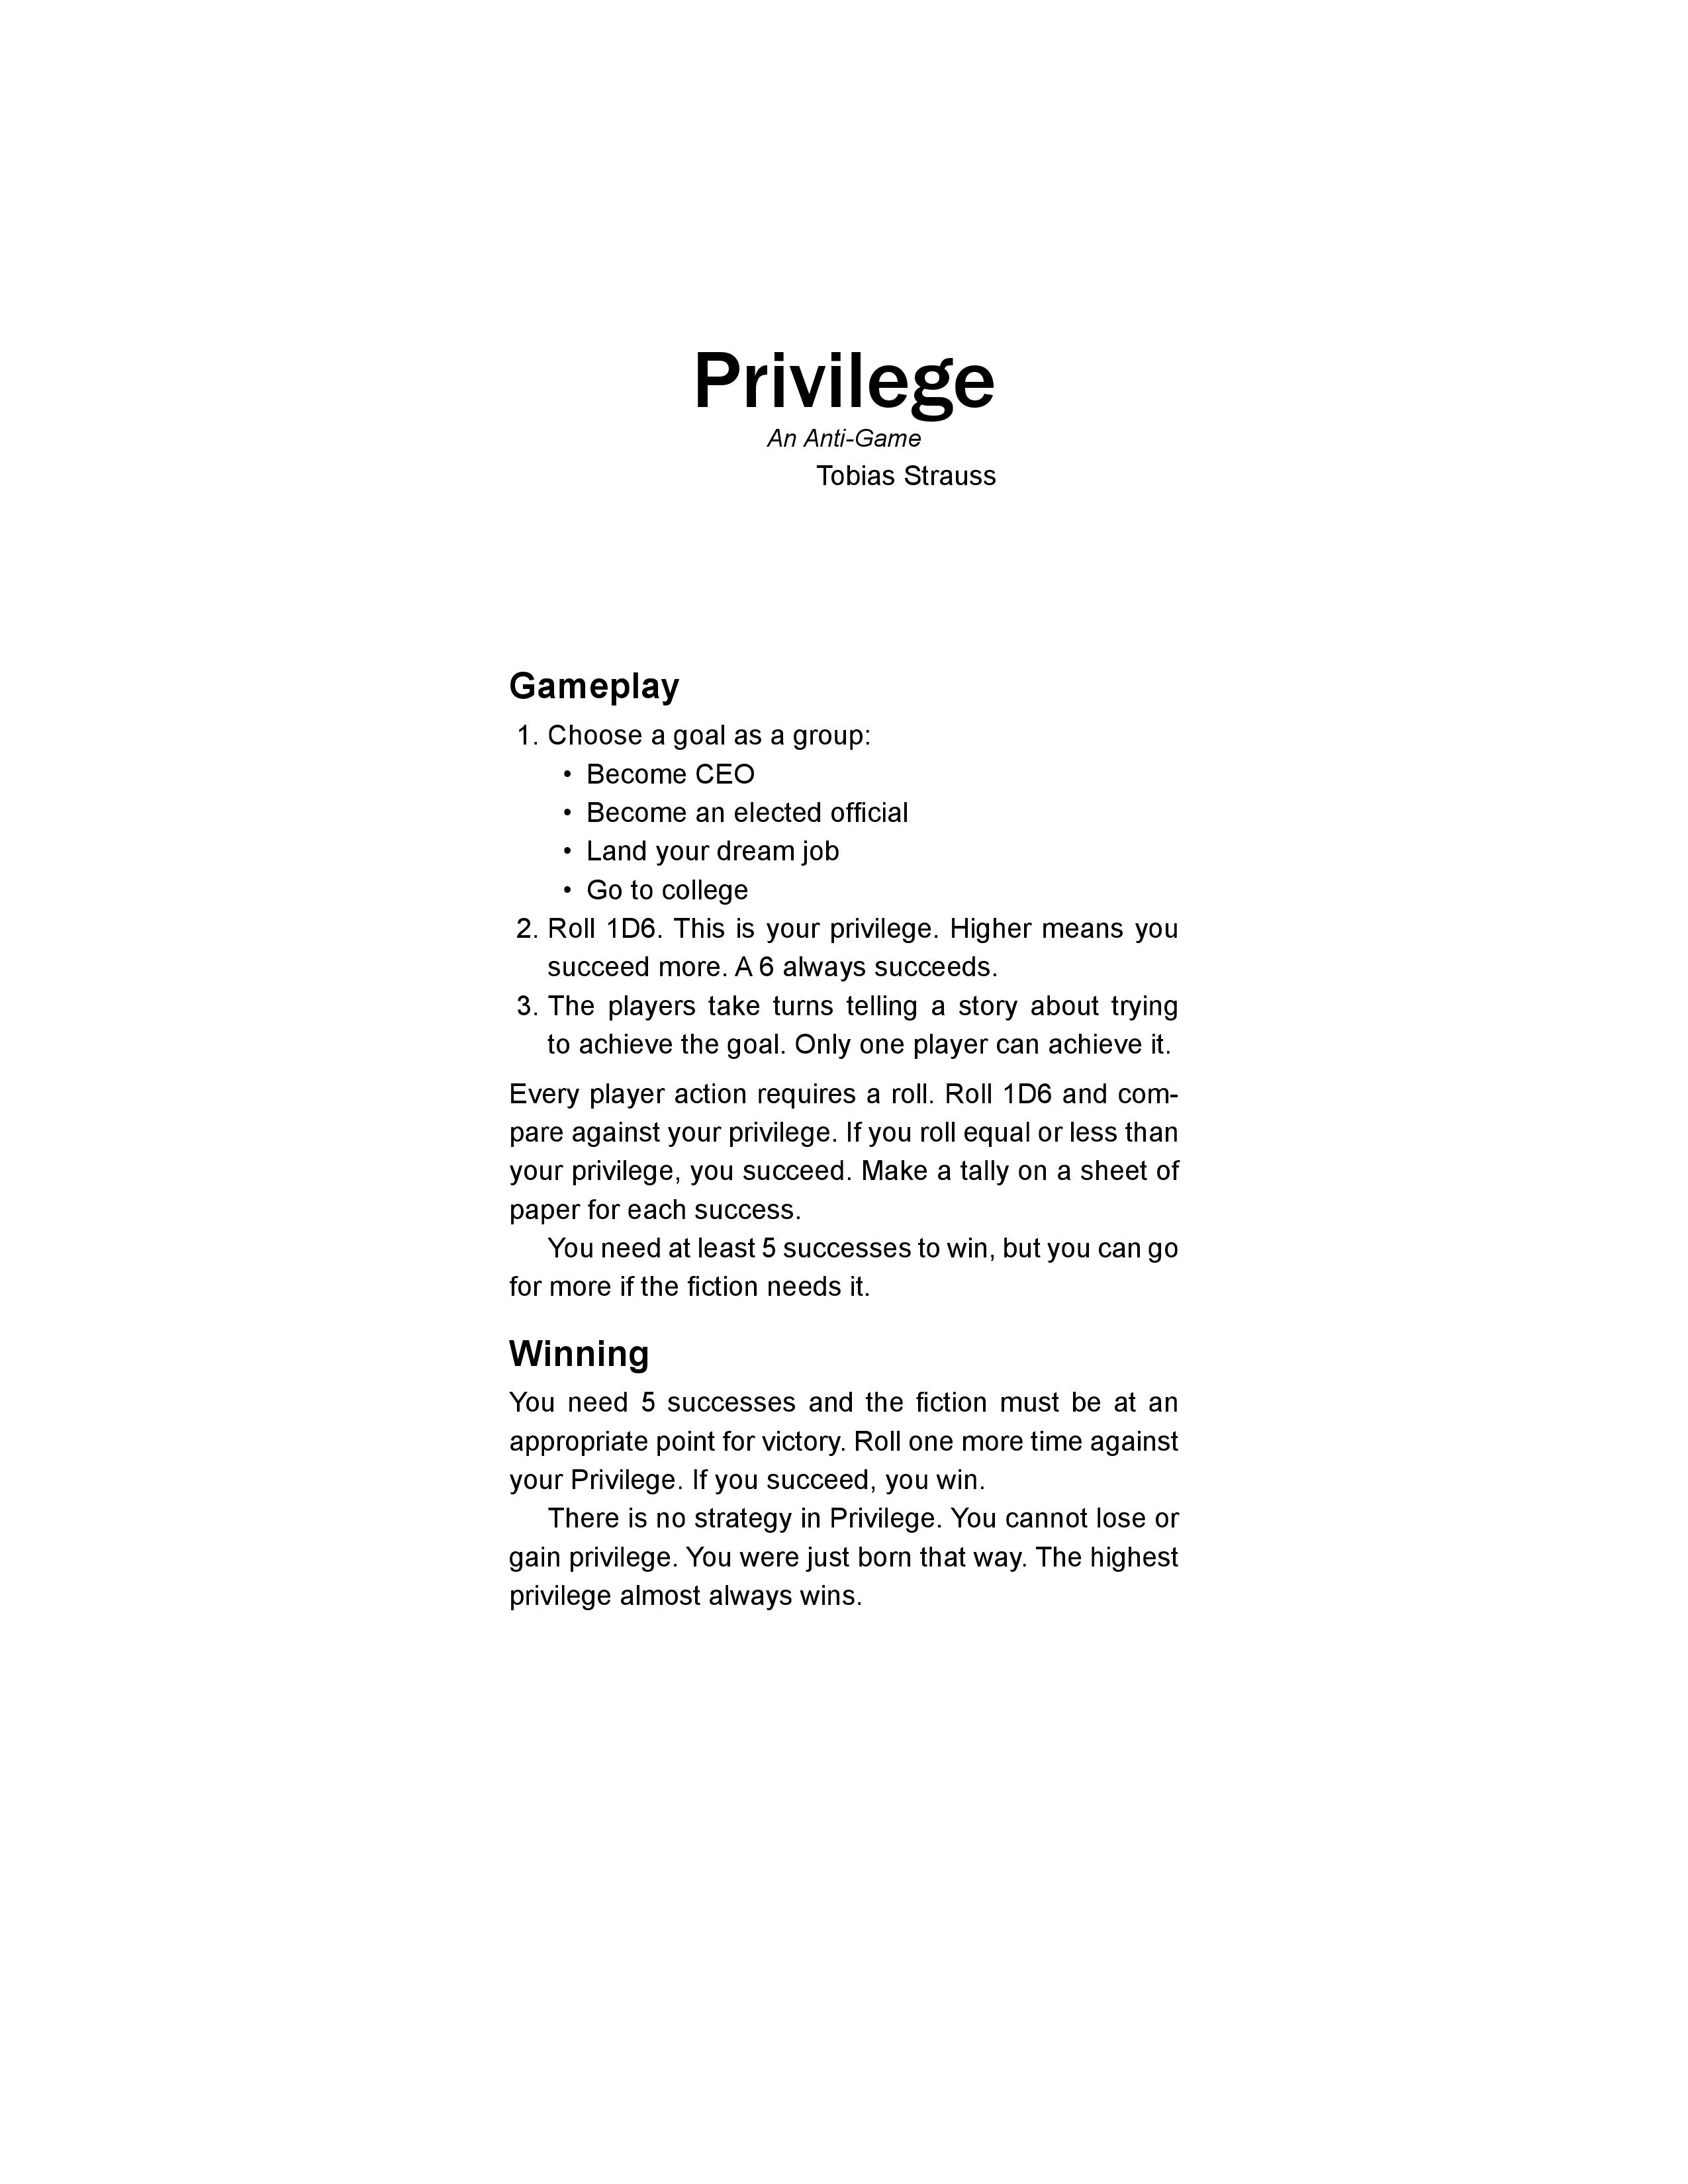 Privilege
An Anti-Game
Tobias Strauss
Gameplay
1. Choose a goal as a group:
• Become CEO
• Become an elected official
• Land your dream job
• Go to college
2. Roll 1D6. This is your privilege. Higher means you
succeed more. A 6 always succeeds.
3. The players take turns telling a story about trying
to achieve the goal. Only one player can achieve it.
Every player action requires a roll. Roll 1D6 and com-
pare against your privilege. If you roll equal or less than
your privilege, you succeed. Make a tally on a sheet of
paper for each success.
You need at least 5 successes to win, but you can go
for more if the fiction needs it.
Winning
You need 5 successes and the fiction must be at an
appropriate point for victory. Roll one more time against
your Privilege. If you succeed, you win.
There is no strategy in Privilege. You cannot lose or
gain privilege. You were just born that way. The highest
privilege almost always wins.